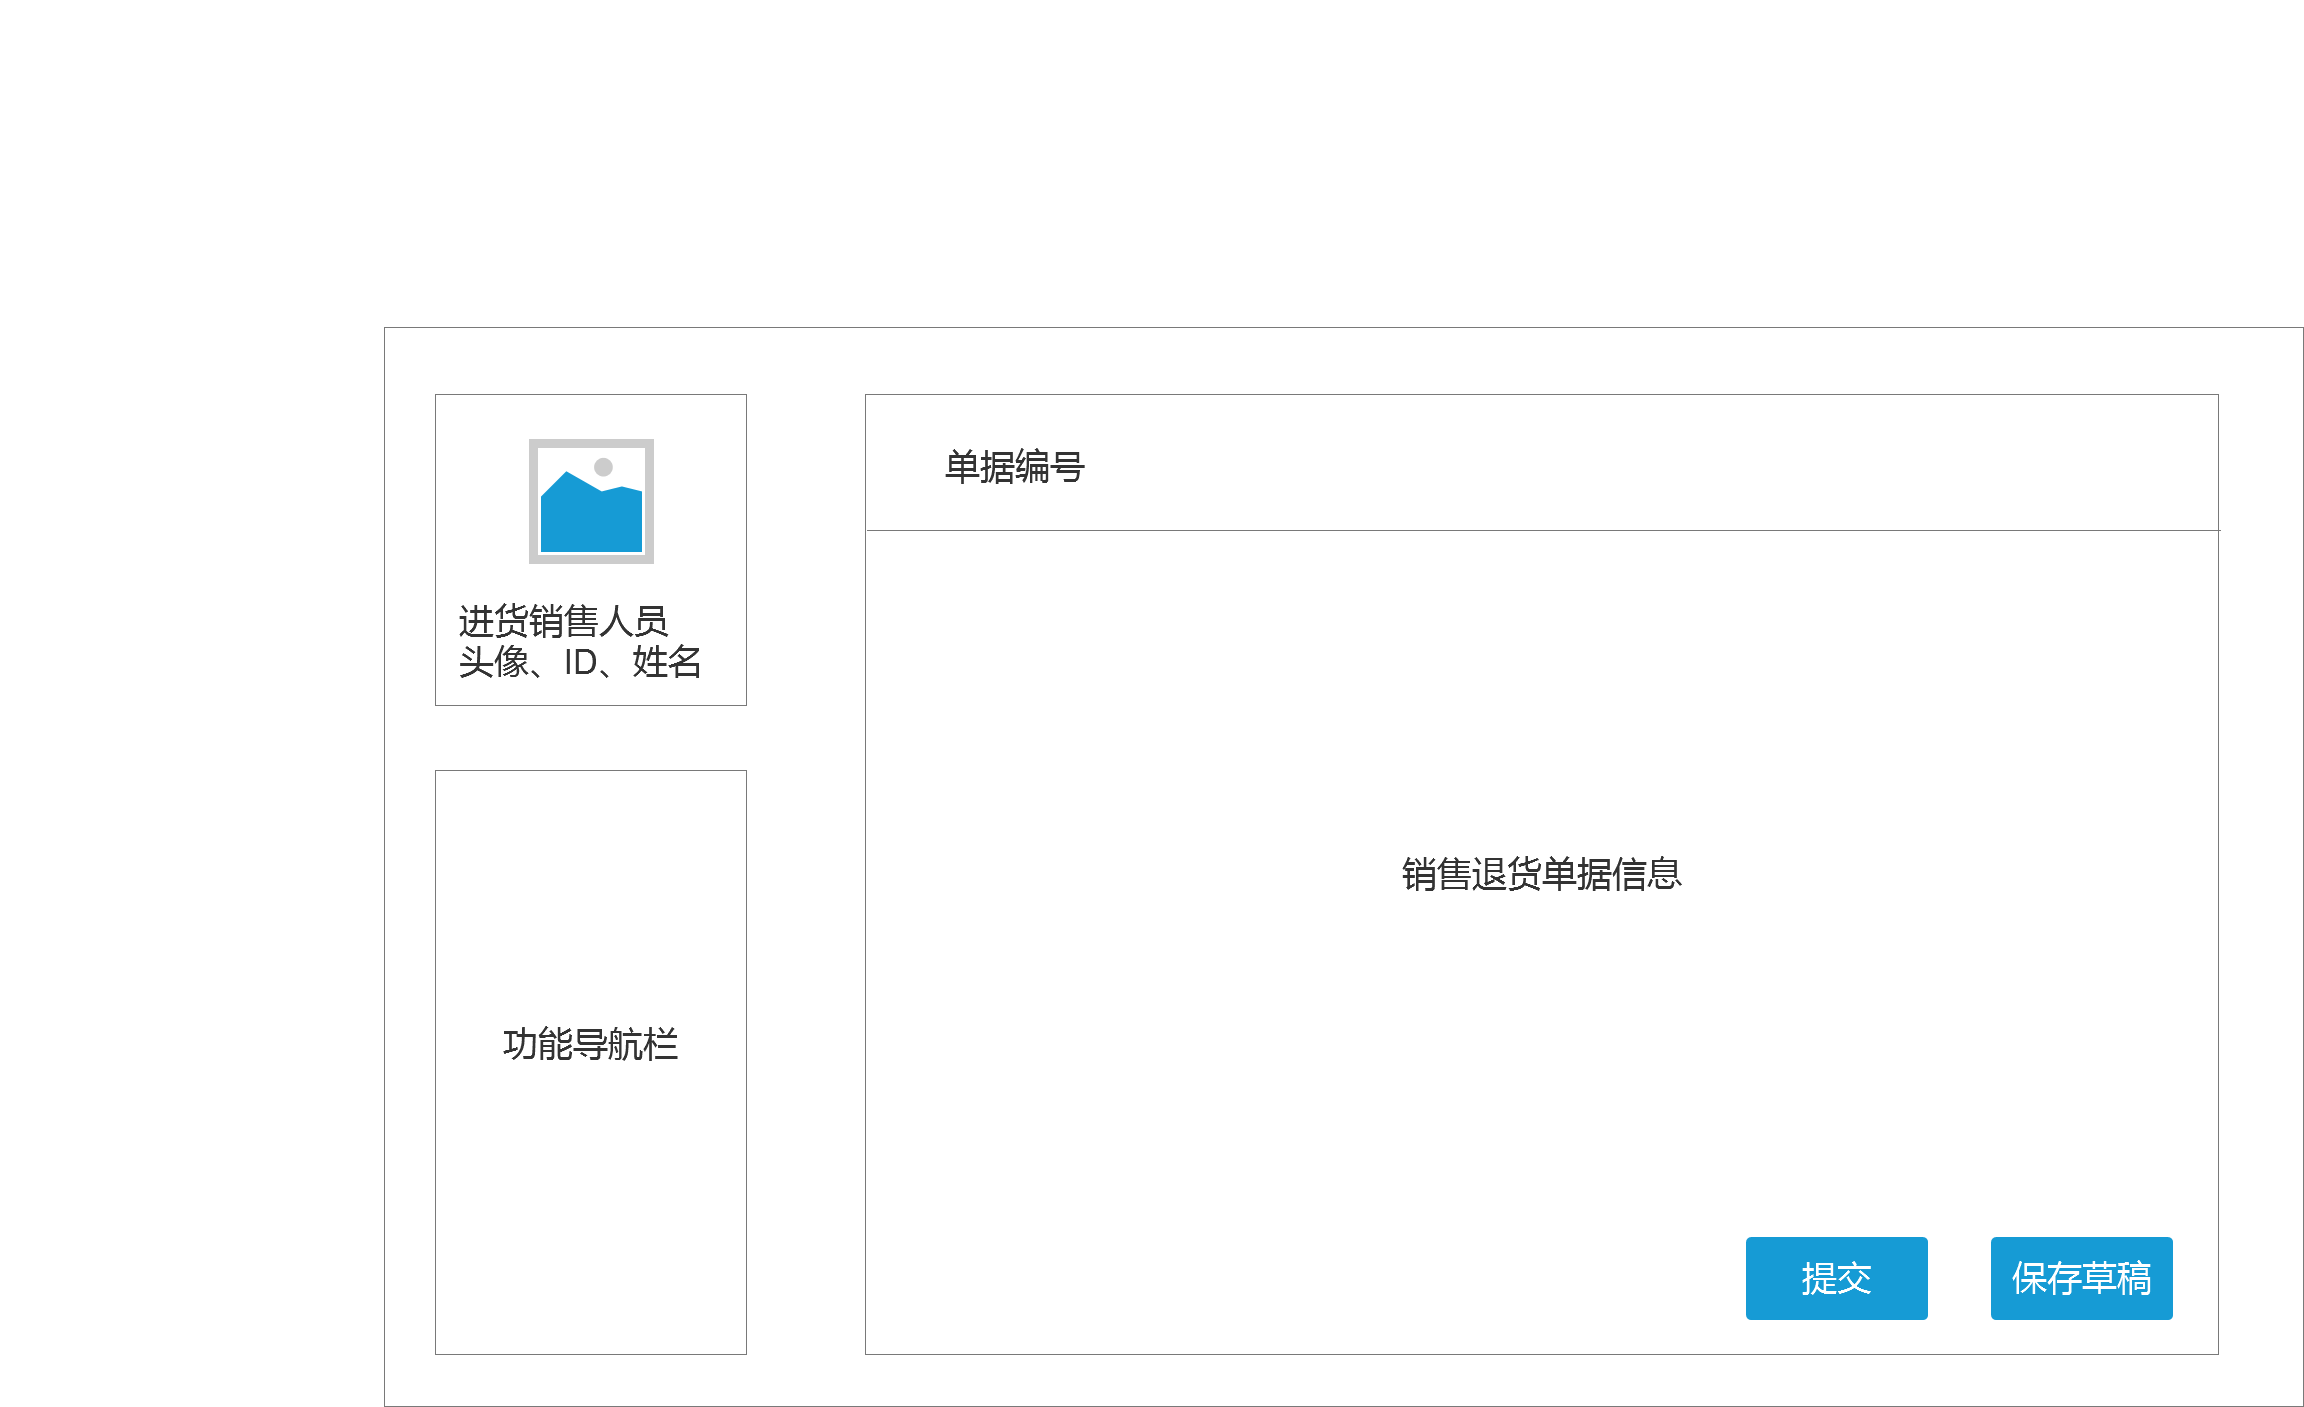 进货销售人员
头像、ID、姓名
功能导航栏
单据编号
销售退货单据信息
提交
保存草稿